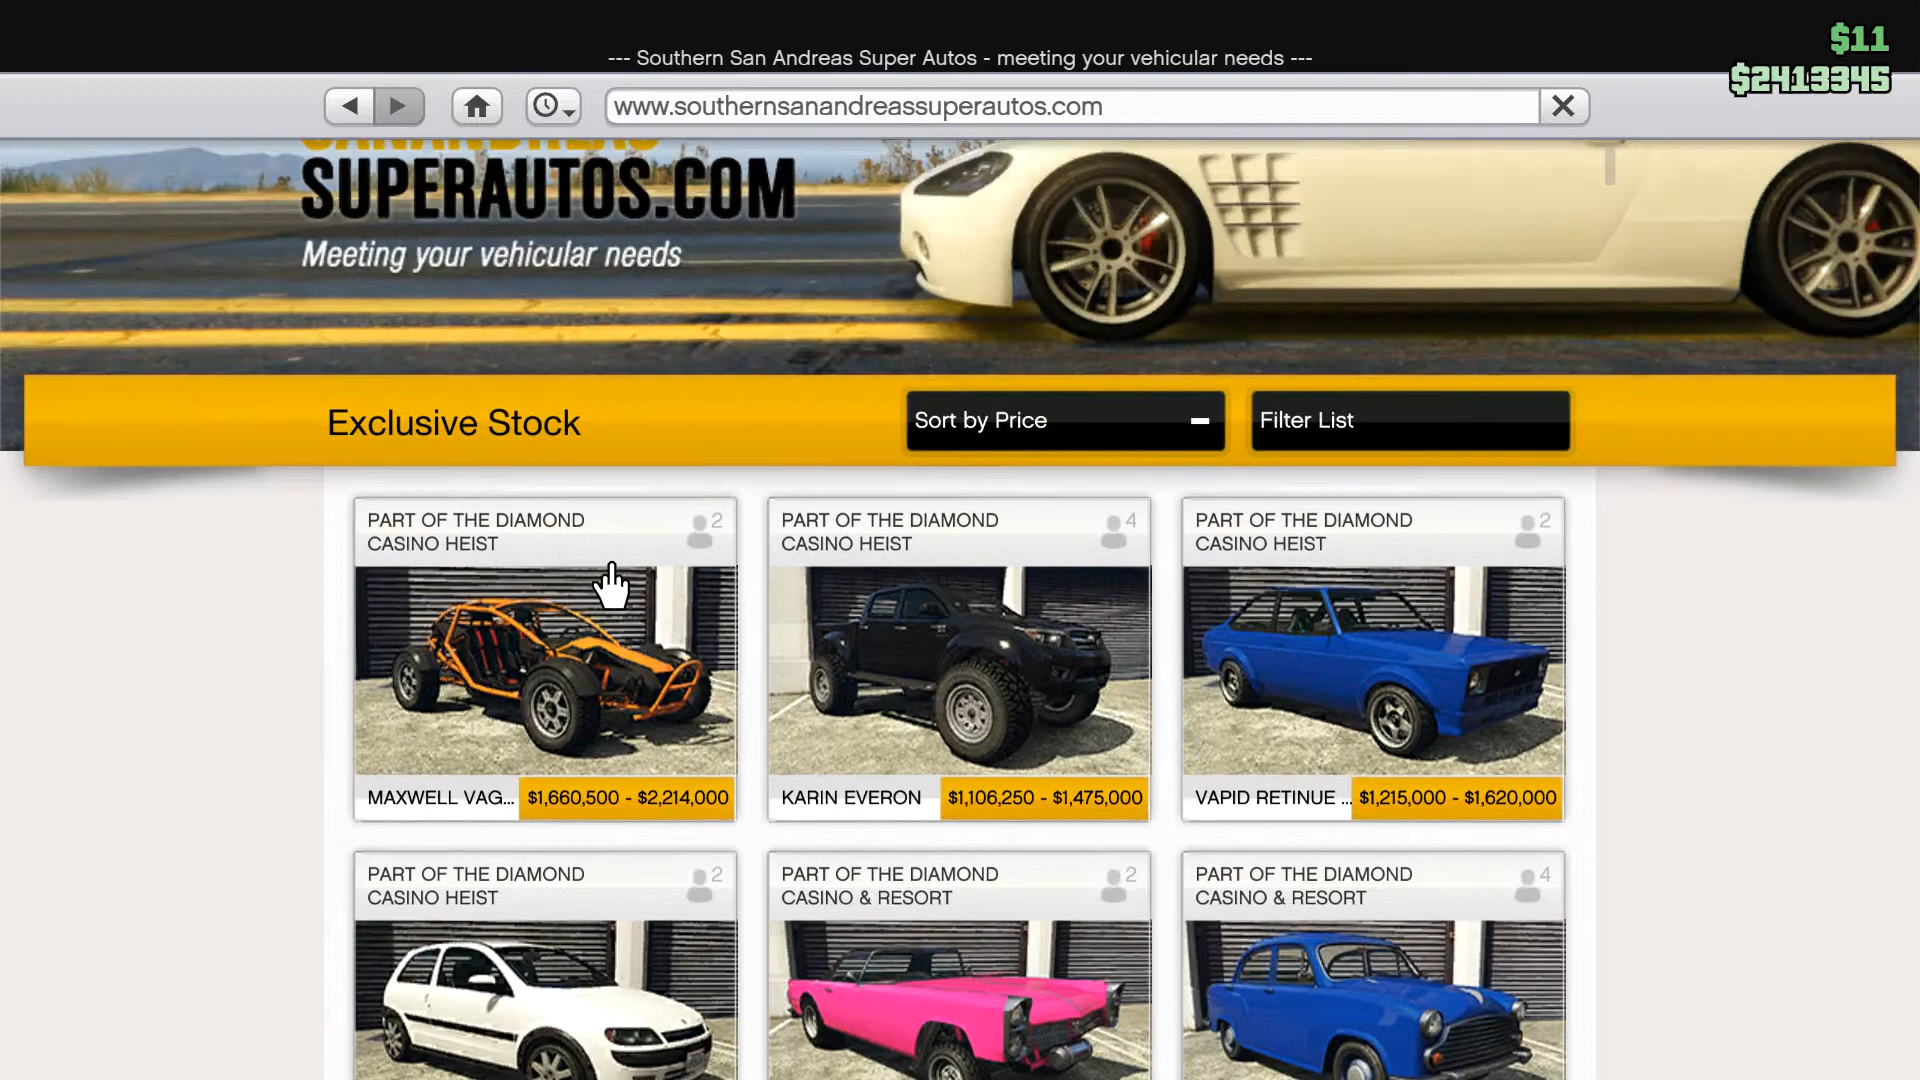 $11
--- Southern San Andreas Super Autos - meeting your vehicular needs ---
$2413345
www.southernsanandreassuperautos.com
SUPERAUTOS.COM
Meeting your vehicular needs
Exclusive Stock
Sort by Price
Filter List
PART OF THE DIAMOND
CASINO HEIST
2
PART OF THE DIAMOND
CASINO HEIST
4
PART OF THE DIAMOND
CASINO HEIST
2
MAXWELL VAG...
$1,660,500 - $2,214,000
KARIN EVERON
$1,106,250 - $1,475,000
VAPID RETINUE ...
$1,215,000 - $1,620,000
PART OF THE DIAMOND
CASINO HEIST
2
PART OF THE DIAMOND
CASINO & RESORT
2
PART OF THE DIAMOND
CASINO & RESORT
4